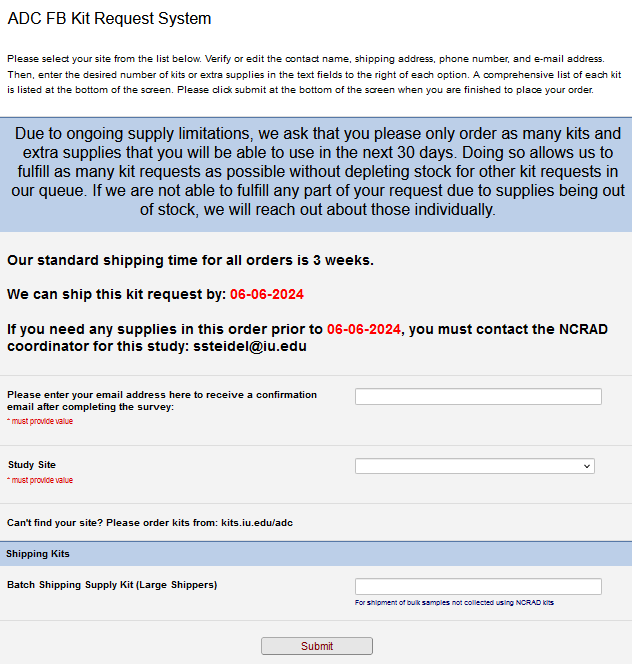 ADC FB Kit Request System
Please select your site from the list below. Verify or edit the contact name, shipping address, phone number, and e-mail address.
Then, enter the desired number of kits or extra supplies in the text fields to the right of each option. A comprehensive list of each kit
is listed at the bottom of the screen. Please click submit at the bottom of the screen when you are finished to place your order.
Due to ongoing supply limitations, we ask that you please only order as many kits and
extra supplies that you will be able to use in the next 30 days. Doing so allows us to
fulfill as many kit requests as possible without depleting stock for other kit requests in
our queue. If we are not able to fulfill any part of your request due to supplies being out
of stock, we will reach out about those individually.
Our standard shipping time for all orders is 3 weeks.
We can ship this kit request by: 06-06-2024
If you need any supplies in this order prior to 06-06-2024, you must contact the NCRAD
coordinator for this study: ssteidel@iu.edu
Please enter your email address here to receive a confirmation
email after completing the survey:
* must provide value
Study Site
* must provide value
Can't find your site? Please order kits from: kits.iu.edu/adc
Shipping Kits
Batch Shipping Supply Kit (Large Shippers)
For shipment of bulk samples not collected using NCRAD kits
Submit